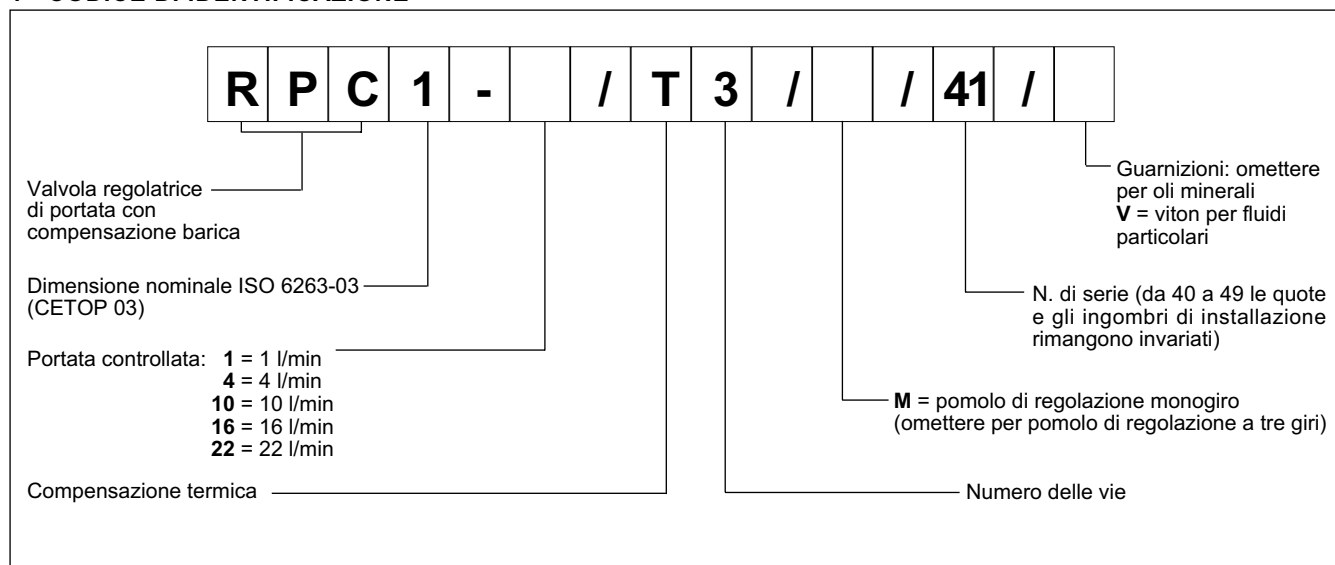 R P C 1 - / T 3 / / 41 /
Valvola regolatrice
di portata con
compensazione barica
Dimensione nominale ISO 6263-03
(CETOP 03)
Portata controllata: 1 = 1 l/min
4 = 4 l/min
10 = 10 l/min
16 = 16 l/min
22 = 22 l/min
Compensazione termica
Guarnizioni: omettere
per oli minerali
V = viton per fluidi
particolari
N. di serie (da 40 a 49 le quote
e gli ingombri di installazione
rimangono invariati)
M = pomolo di regolazione monogiro
(omettere per pomolo di regolazione a tre giri)
Numero delle vie